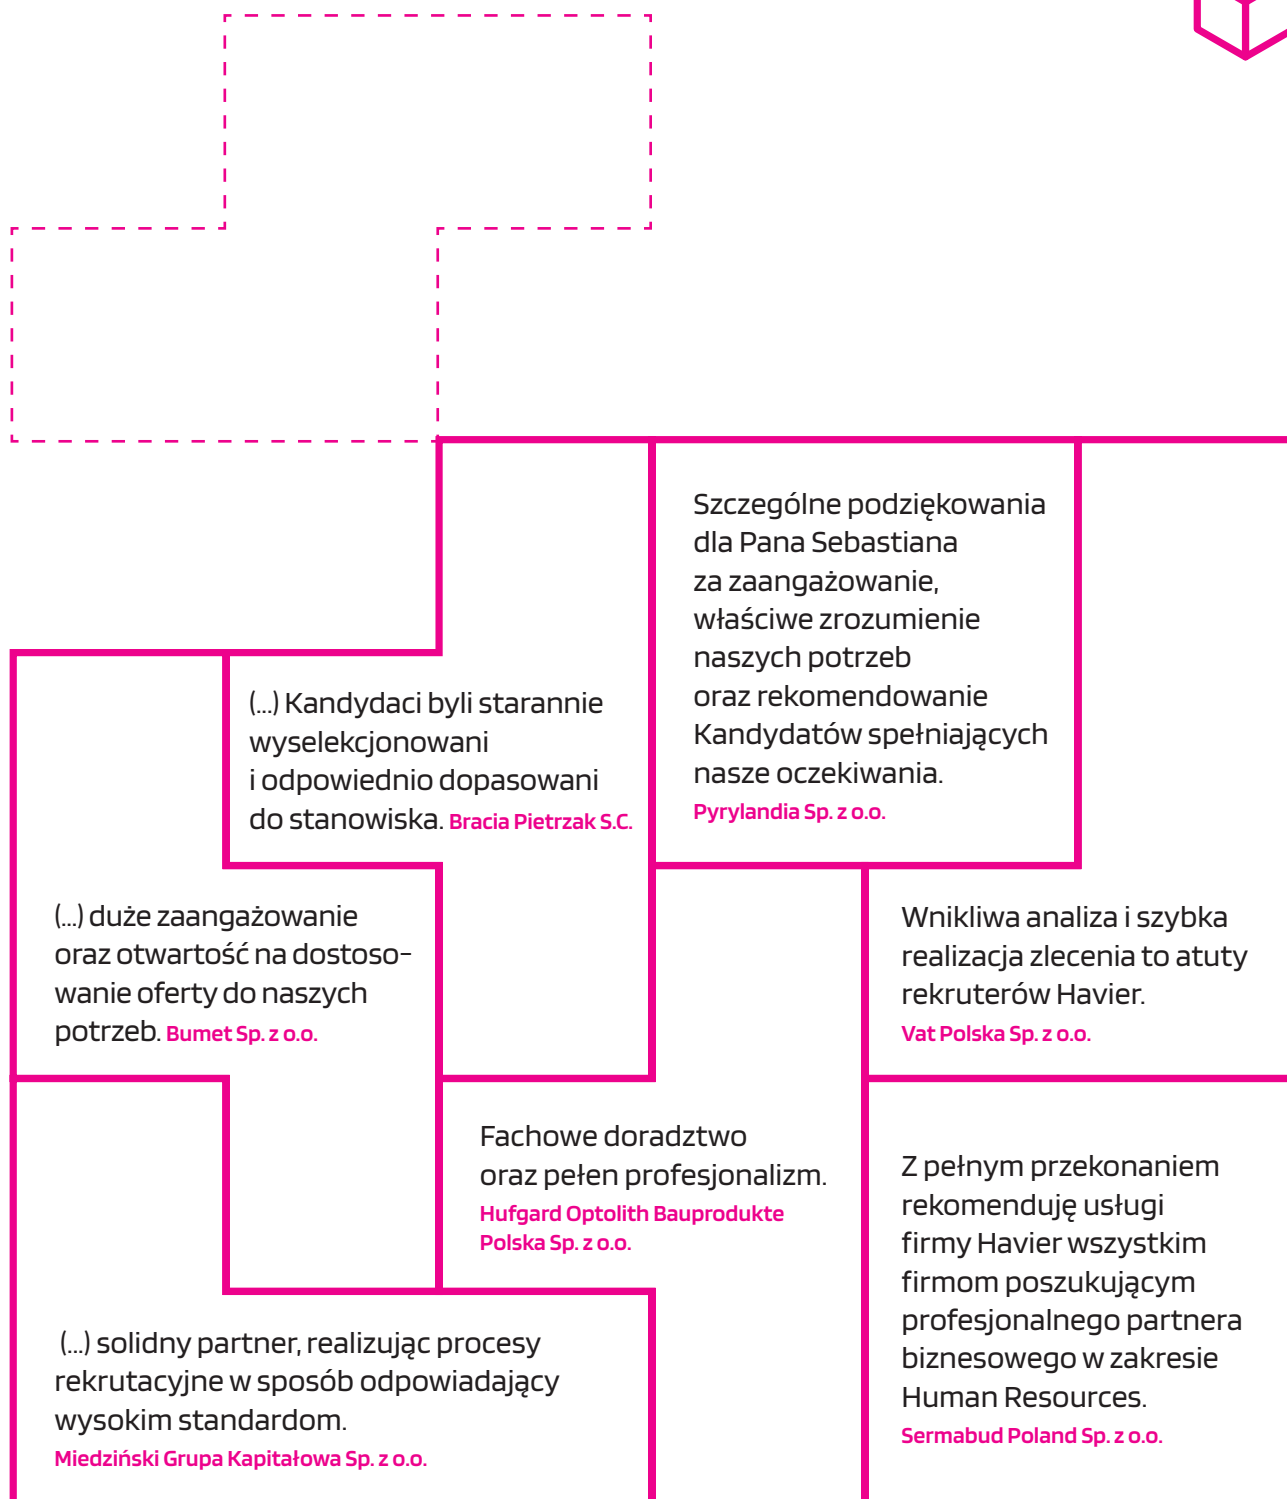 Szczególne podziękowania
dla Pana Sebastiana
za zaangażowanie,
właściwe zrozumienie
naszych potrzeb
oraz rekomendowanie
Kandydatów spełniających
nasze oczekiwania.
Pyrylandia Sp. z o.o.
(...) Kandydaci byli starannie
wyselekcjonowani
i odpowiednio dopasowani
do stanowiska. Bracia Pietrzak S.C.
(...) duże zaangażowanie
oraz otwartość na dostoso-
wanie oferty do naszych
potrzeb. Bumet Sp. z o.o.
Wnikliwa analiza i szybka
realizacja zlecenia to atuty
rekruterów Havier.
Vat Polska Sp. z o.o.
Fachowe doradztwo
oraz pełen profesjonalizm.
Hufgard Optolith Bauprodukte
Polska Sp. z o.o.
Z pełnym przekonaniem
rekomenduję usługi
firmy Havier wszystkim
firmom poszukującym
profesjonalnego partnera
biznesowego w zakresie
Human Resources.
Sermabud Poland Sp. z o.o.
(...) solidny partner, realizując procesy
rekrutacyjne w sposób odpowiadający
wysokim standardom.
Miedziński Grupa Kapitałowa Sp. z o.o.